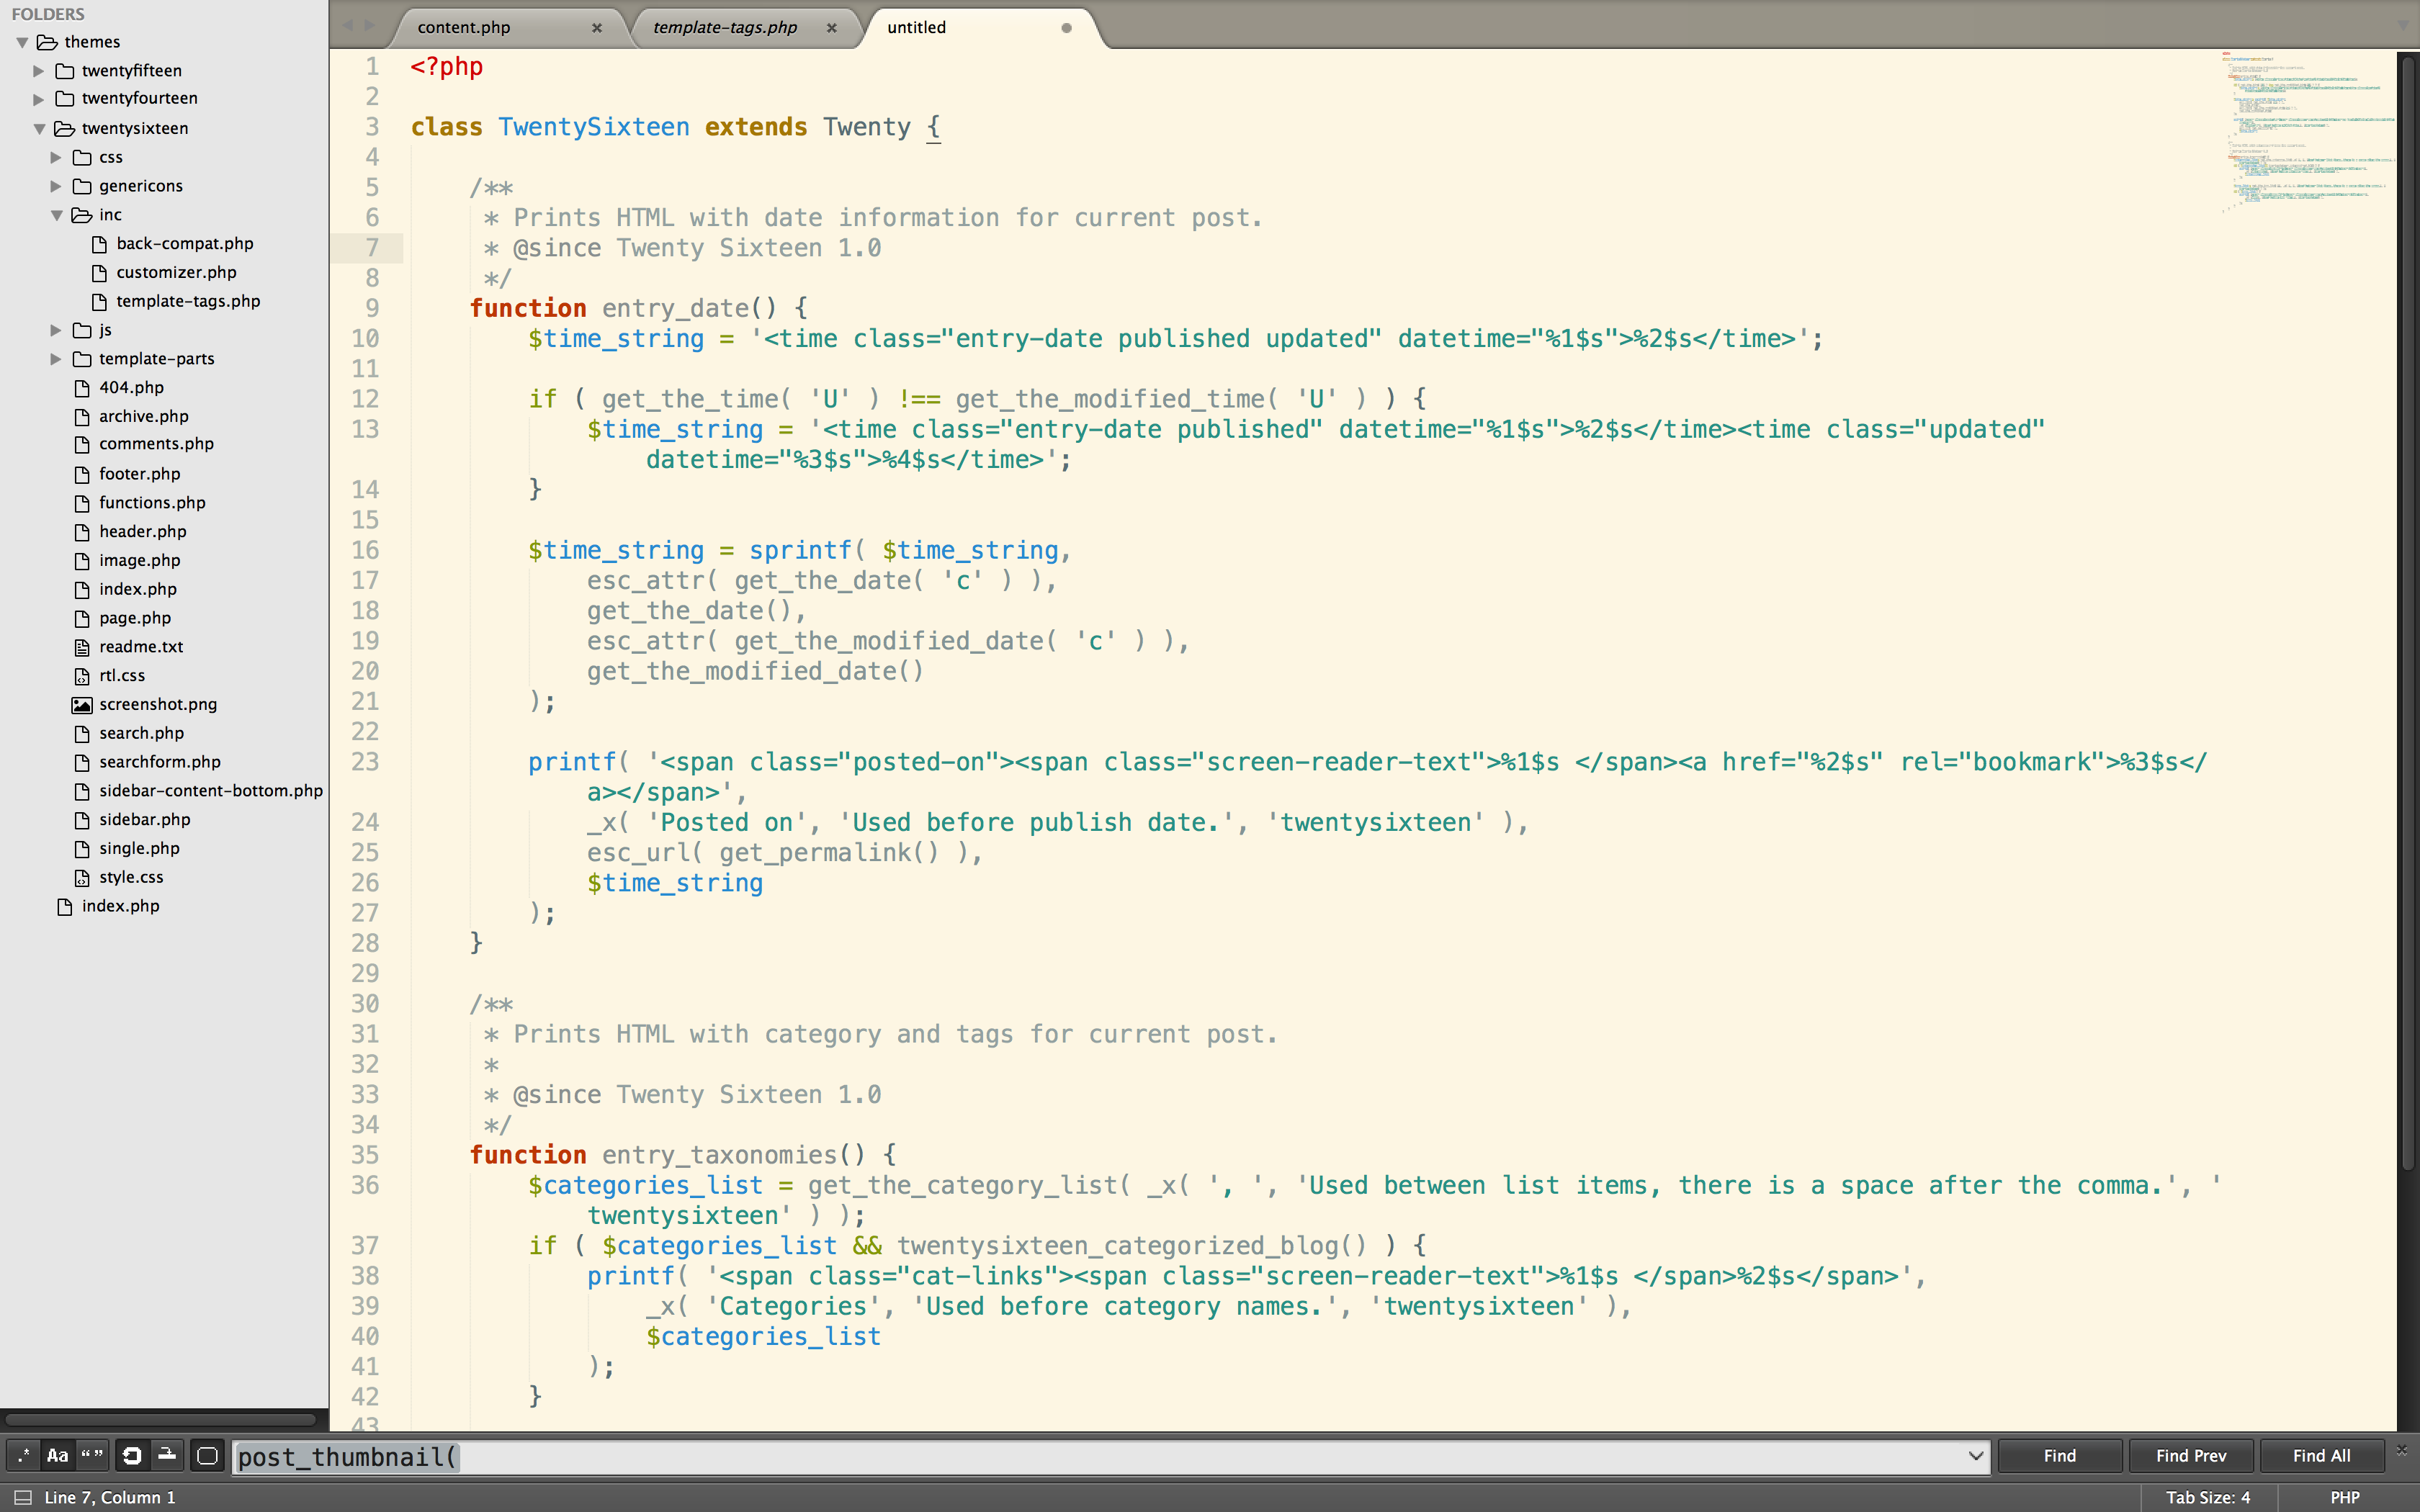 FOLDERS
themes
twentyfifteen
twentyfourteen
twentysixteen
css
genericons
inc
back-compat.php
customizer.php
template-tags.php
js
template-parts
404.php
archive.php
comments.php
footer.php
functions.php
header.php
image.php
index.php
page.php
readme.txt
rtl.css
screenshot.png
search.php
searchform.php
sidebar-content-bottom.php
sidebar.php
single.php
style.css
index.php
content.php × template-tags.php × untitled
1 <?php
2
3 class TwentySixteen extends Twenty {
4
5     /**
6      * Prints HTML with date information for current post.
7      * @since Twenty Sixteen 1.0
8      */
9     function entry_date() {
10         $time_string = '<time class="entry-date published updated" datetime="%1$s">%2$s</time>';
11
12         if ( get_the_time( 'U' ) !== get_the_modified_time( 'U' ) ) {
13             $time_string = '<time class="entry-date published" datetime="%1$s">%2$s</time><time class="updated"
                datetime="%3$s">%4$s</time>';
14         }
15
16         $time_string = sprintf( $time_string,
17             esc_attr( get_the_date( 'c' ) ),
18             get_the_date(),
19             esc_attr( get_the_modified_date( 'c' ) ),
20             get_the_modified_date()
21         );
22
23         printf( '<span class="posted-on"><span class="screen-reader-text">%1$s </span><a href="%2$s" rel="bookmark">%3$s</
            a></span>',
24             _x( 'Posted on', 'Used before publish date.', 'twentysixteen' ),
25             esc_url( get_permalink() ),
26             $time_string
27         );
28     }
29
30     /**
31      * Prints HTML with category and tags for current post.
32      *
33      * @since Twenty Sixteen 1.0
34      */
35     function entry_taxonomies() {
36         $categories_list = get_the_category_list( _x( ', ', 'Used between list items, there is a space after the comma.', '
            twentysixteen' ) );
37         if ( $categories_list && twentysixteen_categorized_blog() ) {
38             printf( '<span class="cat-links"><span class="screen-reader-text">%1$s </span>%2$s</span>',
39                 _x( 'Categories', 'Used before category names.', 'twentysixteen' ),
40                 $categories_list
41             );
42         }
43
.* Aa “ ” post_thumbnail( Find Find Prev Find All ×
Line 7, Column 1 Tab Size: 4 PHP